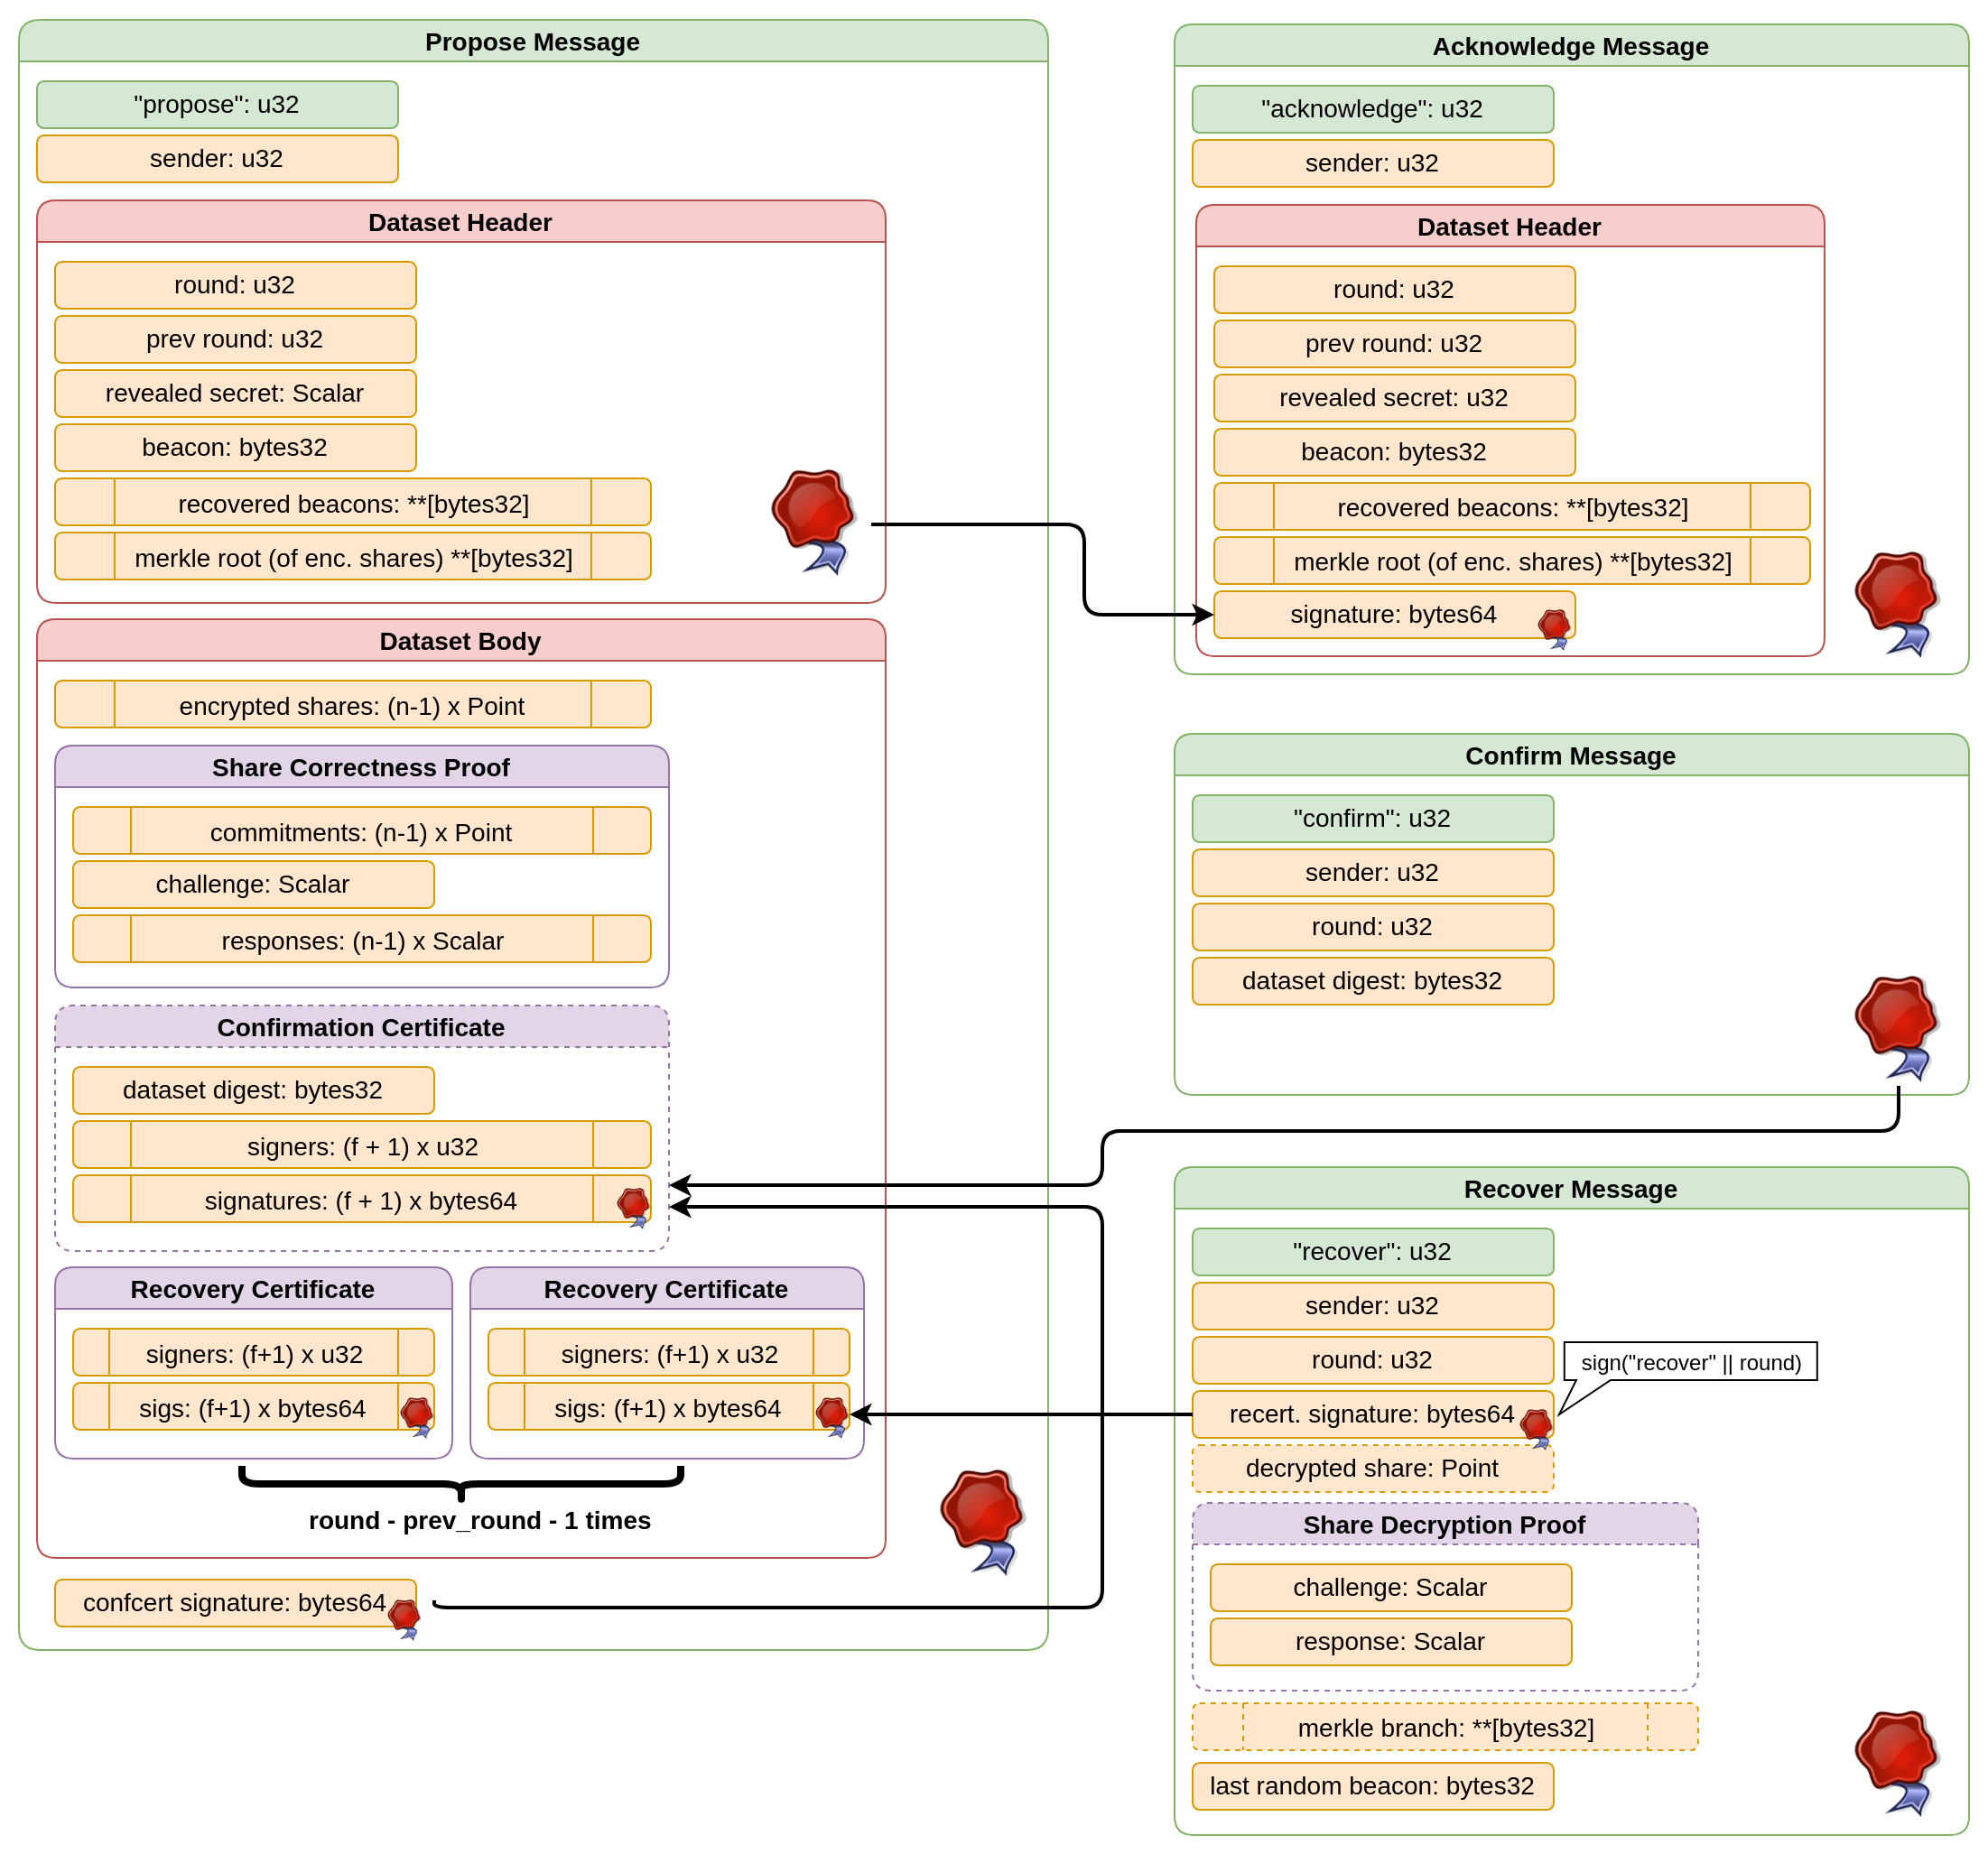 Propose Message
"propose": u32
sender: u32
Dataset Header
round: u32
prev round: u32
revealed secret: Scalar
beacon: bytes32
recovered beacons: **[bytes32]
merkle root (of enc. shares) **[bytes32]
Dataset Body
encrypted shares: (n-1) x Point
Share Correctness Proof
commitments: (n-1) x Point
challenge: Scalar
responses: (n-1) x Scalar
Confirmation Certificate
dataset digest: bytes32
signers: (f + 1) x u32
signatures: (f + 1) x bytes64
Recovery Certificate
signers: (f+1) x u32
sigs: (f+1) x bytes64
Recovery Certificate
signers: (f+1) x u32
sigs: (f+1) x bytes64
round - prev_round - 1 times
confcert signature: bytes64
Acknowledge Message
"acknowledge": u32
sender: u32
Dataset Header
round: u32
prev round: u32
revealed secret: u32
beacon: bytes32
recovered beacons: **[bytes32]
merkle root (of enc. shares) **[bytes32]
signature: bytes64
Confirm Message
"confirm": u32
sender: u32
round: u32
dataset digest: bytes32
Recover Message
"recover": u32
sender: u32
round: u32
sign("recover" || round)
recert. signature: bytes64
decrypted share: Point
Share Decryption Proof
challenge: Scalar
response: Scalar
merkle branch: **[bytes32]
last random beacon: bytes32